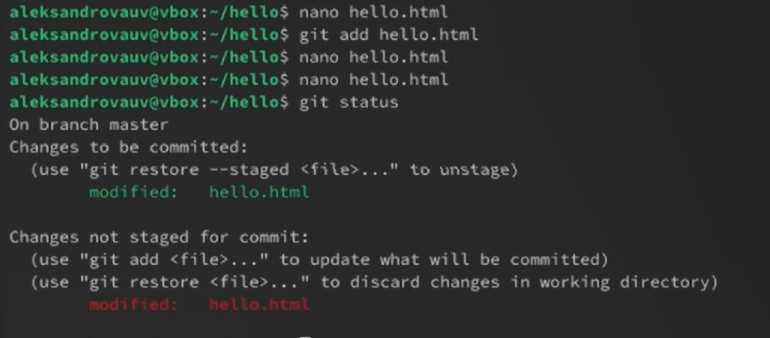 aleksandrovauv@vbox:~/hello$ nano hello.html
aleksandrovauv@vbox:~/hello$ git add hello.html
aleksandrovauv@vbox:~/hello$ nano hello.html
aleksandrovauv@vbox:~/hello$ nano hello.html
aleksandrovauv@vbox:~/hello$ git status
On branch master
Changes to be committed:
  (use "git restore --staged <file>..." to unstage)
        modified:   hello.html

Changes not staged for commit:
  (use "git add <file>..." to update what will be committed)
  (use "git restore <file>..." to discard changes in working directory)
        modified:   hello.html